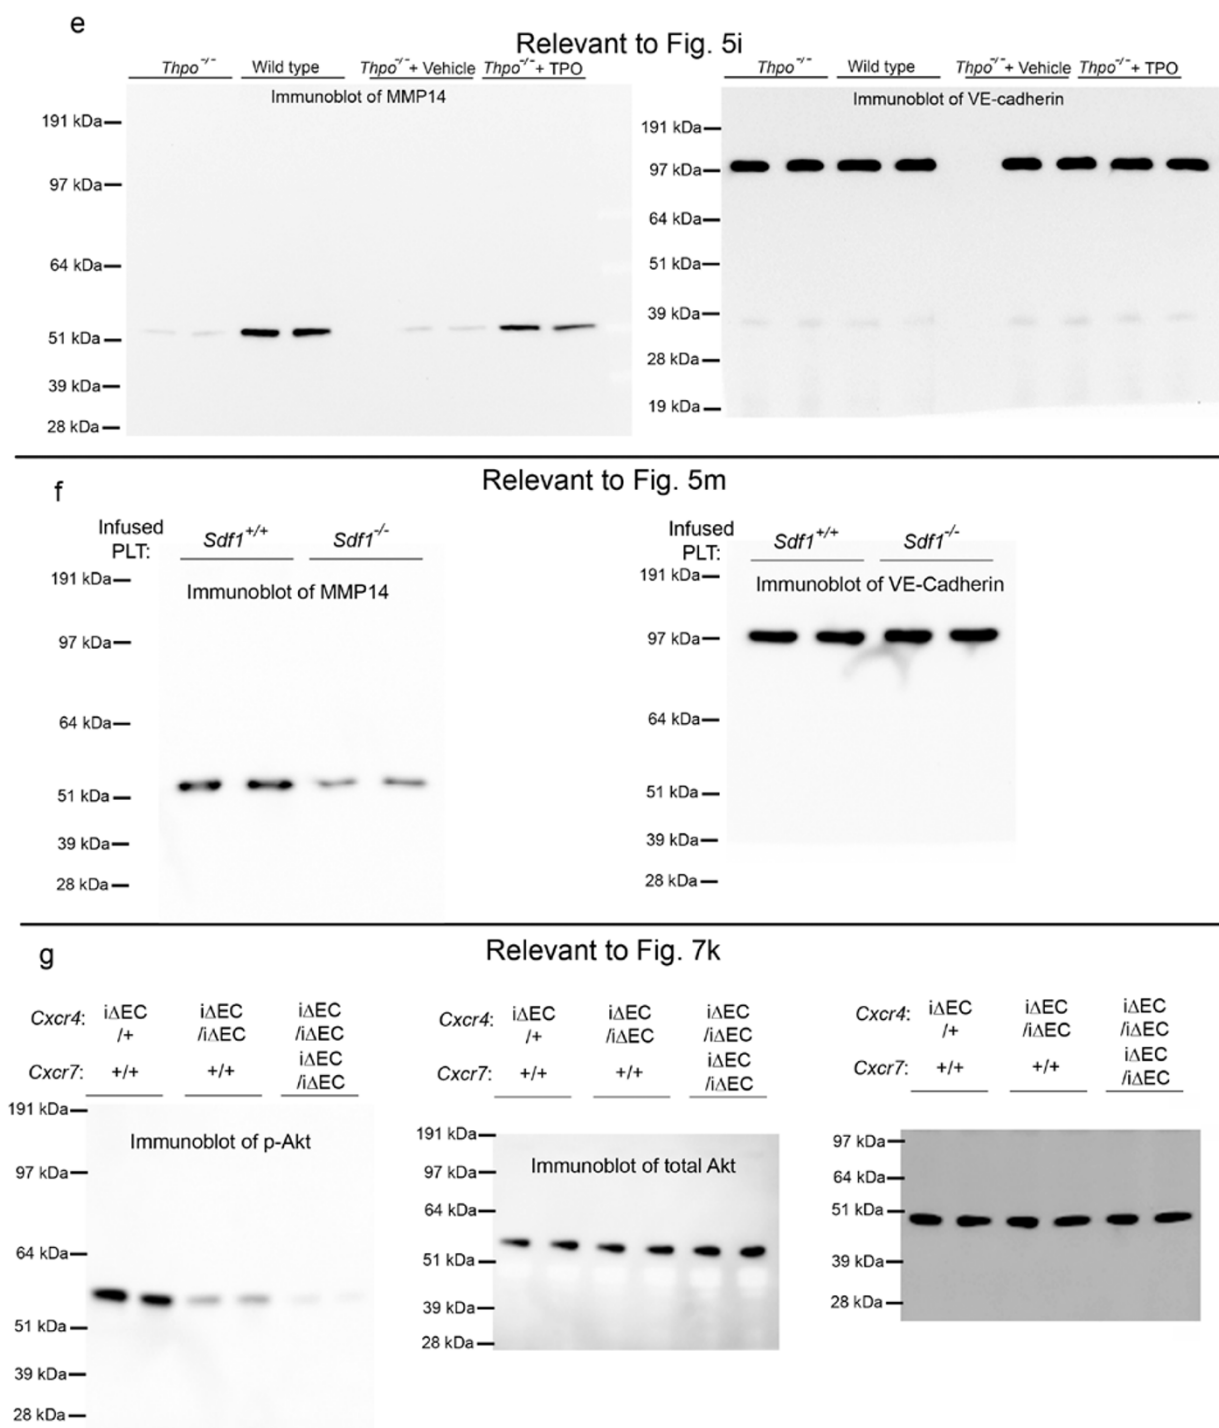 e
Relevant to Fig. 5i
Thpo-/- Wild type Thpo-/-+ Vehicle Thpo-/-+ TPO
Immunoblot of MMP14
191 kDa
97 kDa
64 kDa
51 kDa
39 kDa
28 kDa
Thpo-/- Wild type Thpo-/-+ Vehicle Thpo-/-+ TPO
Immunoblot of VE-cadherin
191 kDa
97 kDa
64 kDa
51 kDa
39 kDa
28 kDa
19 kDa
f
Relevant to Fig. 5m
Infused
PLT: Sdf1+/+ Sdf1-/-
Immunoblot of MMP14
191 kDa
97 kDa
64 kDa
51 kDa
39 kDa
28 kDa
Infused
PLT: Sdf1+/+ Sdf1-/-
Immunoblot of VE-Cadherin
191 kDa
97 kDa
64 kDa
51 kDa
39 kDa
28 kDa
g
Relevant to Fig. 7k
Cxcr4: iΔEC iΔEC iΔEC
/+ /iΔEC /iΔEC
Cxcr7: +/+ +/+ iΔEC
/iΔEC
Immunoblot of p-Akt
191 kDa
97 kDa
64 kDa
51 kDa
39 kDa
28 kDa
Cxcr4: iΔEC iΔEC iΔEC
/+ /iΔEC /iΔEC
Cxcr7: +/+ +/+ iΔEC
/iΔEC
Immunoblot of total Akt
191 kDa
97 kDa
64 kDa
51 kDa
39 kDa
28 kDa
Cxcr4: iΔEC iΔEC iΔEC
/+ /iΔEC /iΔEC
Cxcr7: +/+ +/+ iΔEC
/iΔEC
97 kDa
64 kDa
51 kDa
39 kDa
28 kDa